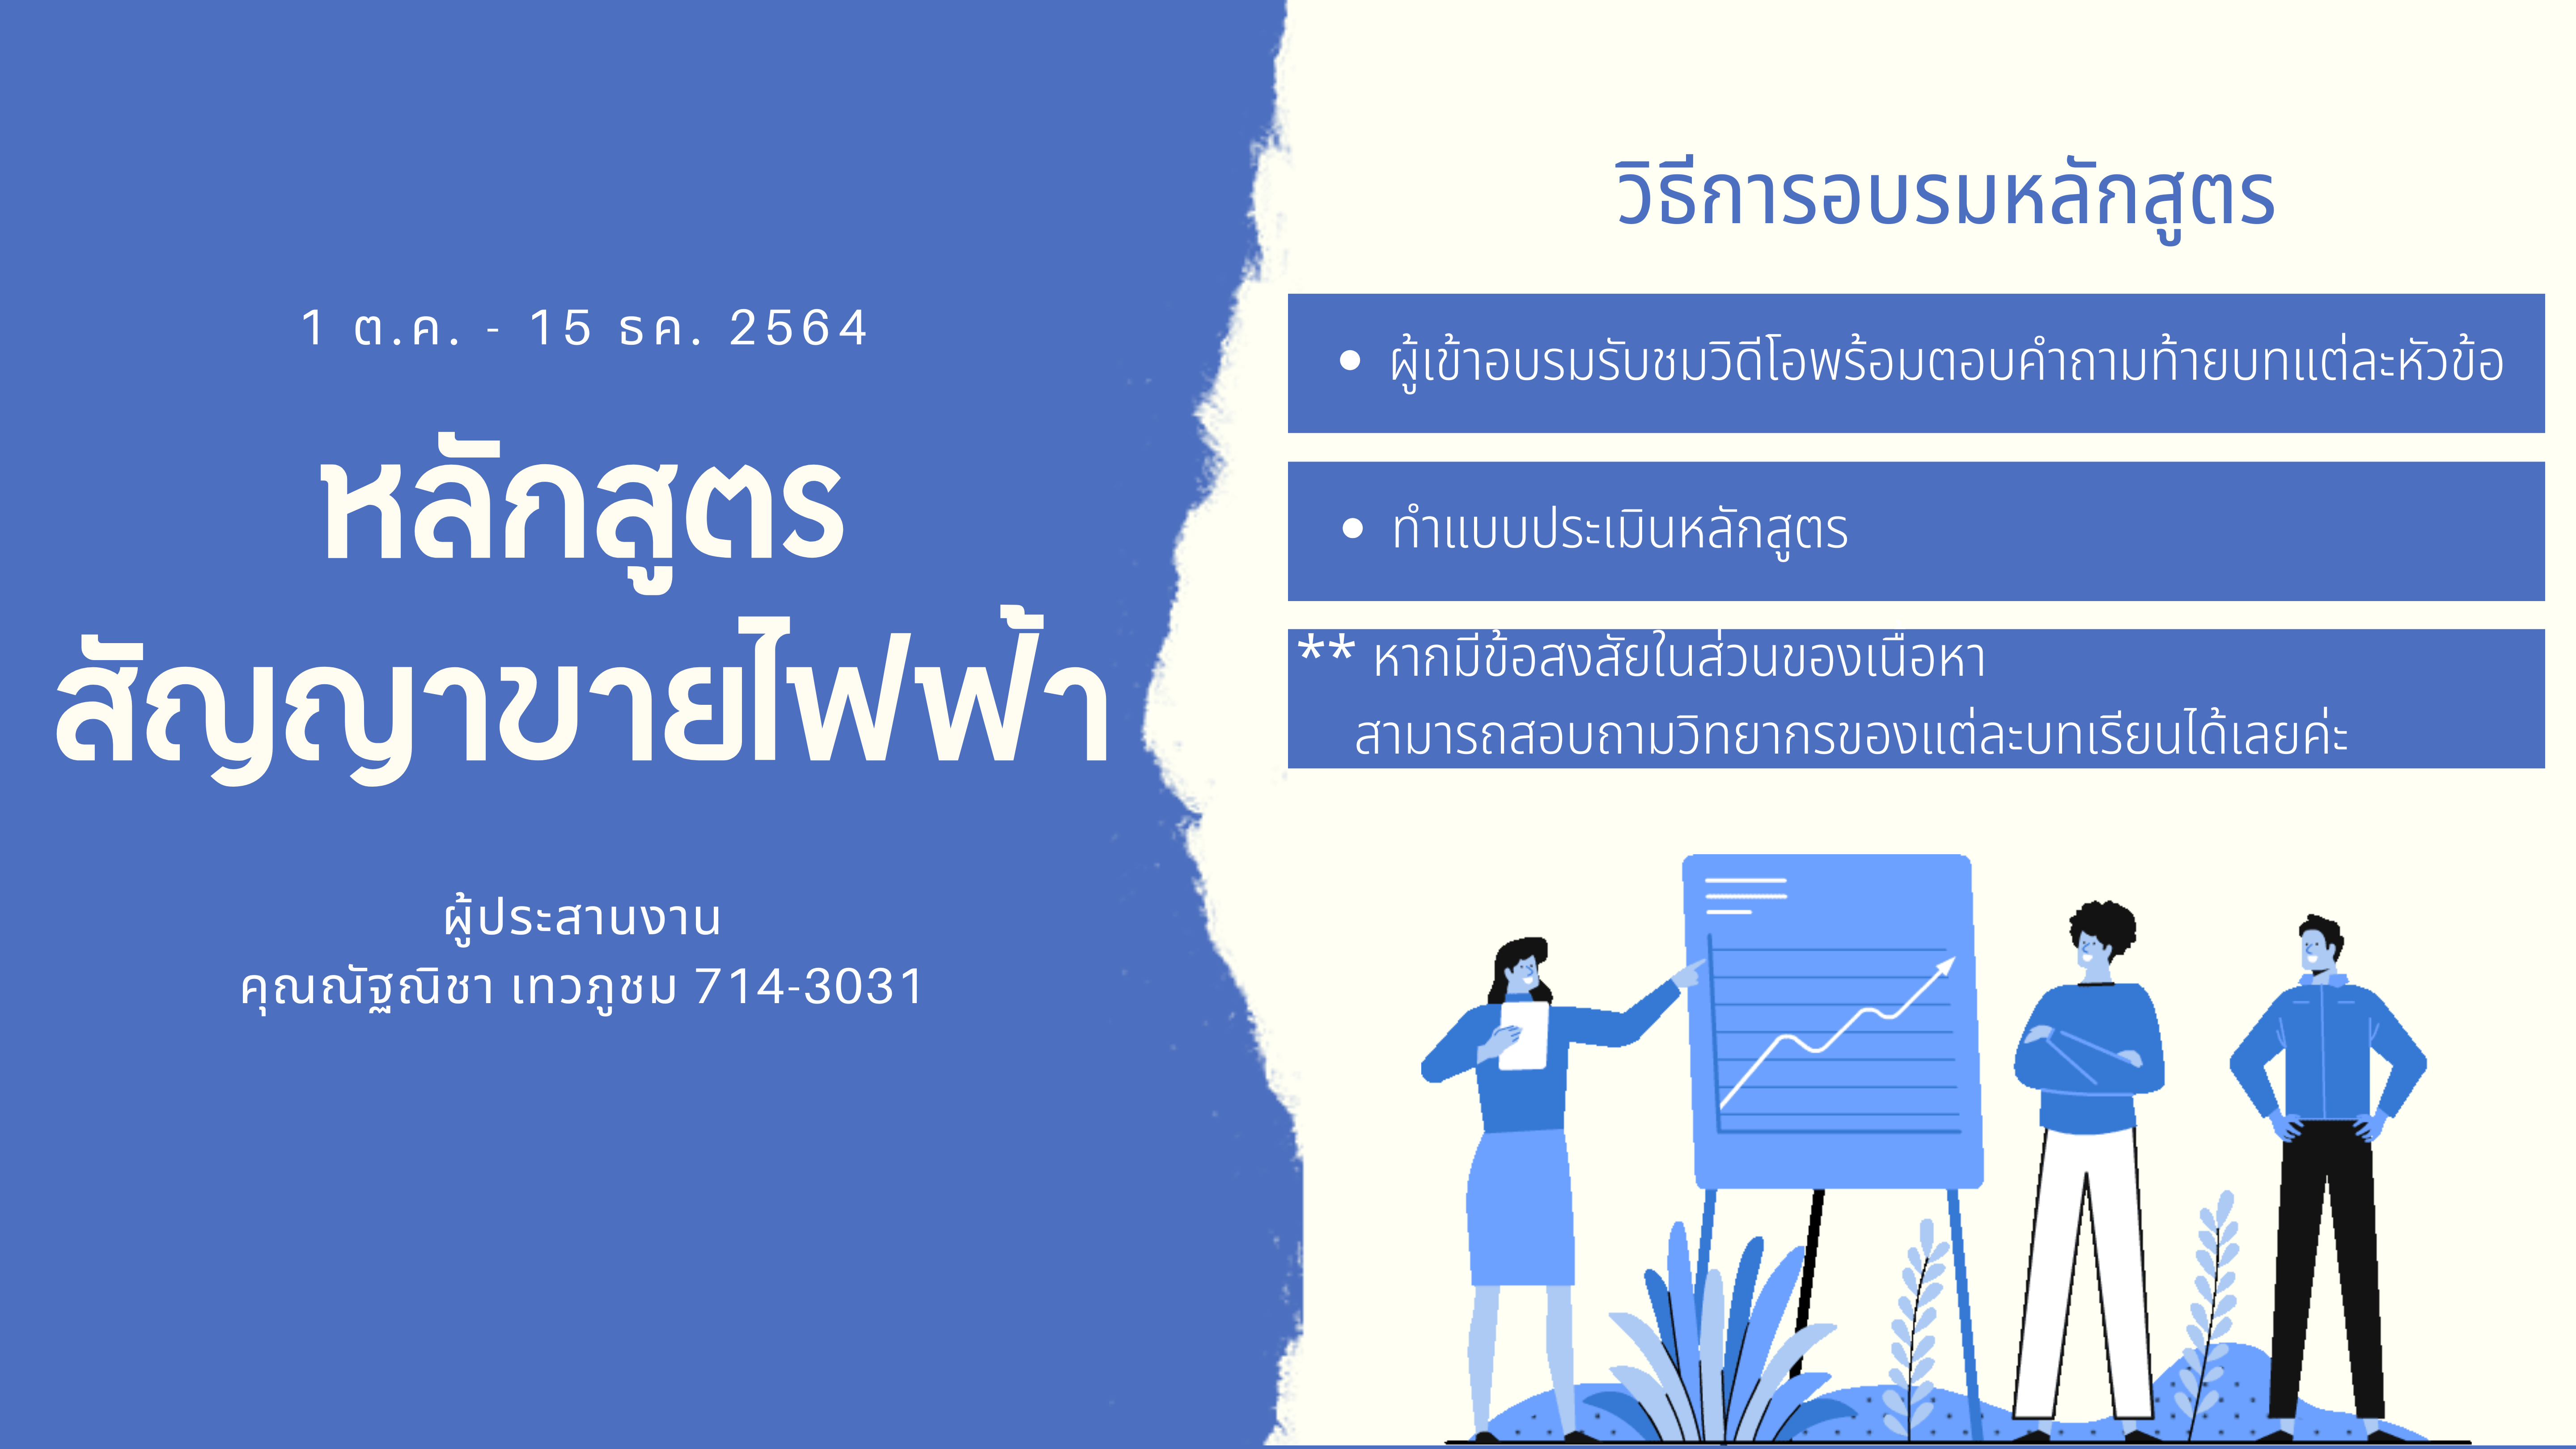 1 ต.ค. - 15 ธค. 2564
หลักสูตร
สัญญาขายไฟฟ้า
ผู้ประสานงาน
คุณณัฐณิชา เทวภูชม 714-3031
วิธีการอบรมหลักสูตร
• ผู้เข้าอบรมรับชมวิดีโอพร้อมตอบคำถามท้ายบทแต่ละหัวข้อ
• ทำแบบประเมินหลักสูตร
** หากมีข้อสงสัยในส่วนของเนือหา
สามารถสอบถามวิทยากรของแต่ละบทเรียนได้เลยค่ะ